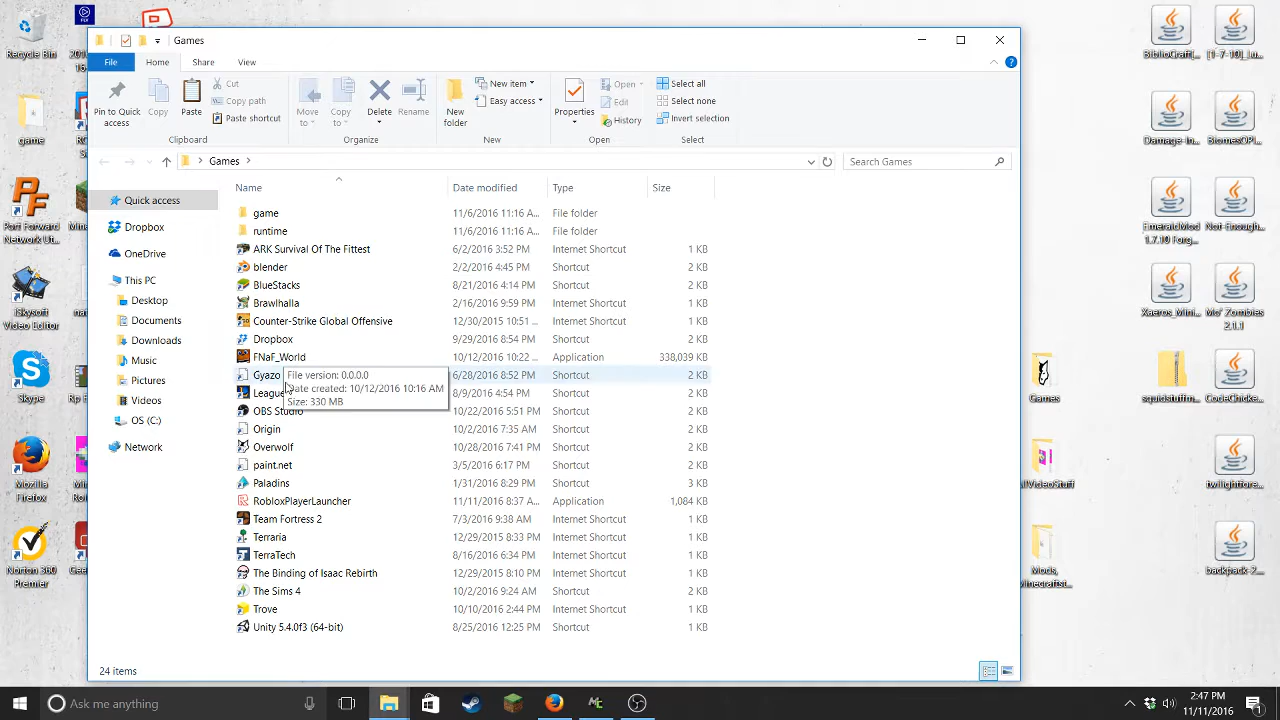 Games
File
Home
Share
View
Pin to Quick access
Copy
Paste
Cut
Copy path
Paste shortcut
Clipboard
Move to
Copy to
Delete
Rename
Organize
New folder
New item
Easy access
New
Properties
Open
Edit
History
Open
Select all
Select none
Invert selection
Select
Games
Search Games
Quick access
Dropbox
OneDrive
This PC
Desktop
Documents
Downloads
Music
Pictures
Videos
OS (C:)
Network
Name Date modified Type Size
game 11/6/2016 11:16 A... File folder
runtime 11/6/2016 11:16 A... File folder
ARK Survival Of The Fittest 6/2/2016 3:52 PM Internet Shortcut 1 KB
blender 2/2/2016 4:45 PM Shortcut 2 KB
BlueStacks 8/21/2016 4:14 PM Shortcut 2 KB
Brawlhalla 2/16/2016 9:59 PM Internet Shortcut 1 KB
Counter-Strike Global Offensive 12/30/2015 10:51 ... Internet Shortcut 1 KB
Dropbox 9/29/2016 8:54 PM Shortcut 2 KB
FNaF_World 10/12/2016 10:22 ... Application 338,039 KB
Gyazo 6/28/2016 8:52 PM Shortcut 2 KB
File version: 0.0.0.0
Date created: 10/12/2016 10:16 AM
Size: 330 MB
League 8/9/2016 4:54 PM Shortcut 2 KB
OBS Studio 10/22/2016 5:51 PM Shortcut 2 KB
Origin 10/2/2016 7:35 AM Shortcut 2 KB
Overwolf 10/28/2016 7:41 PM Shortcut 2 KB
paint.net 3/5/2016 6:17 PM Shortcut 2 KB
Paladins 1/31/2016 8:29 PM Shortcut 3 KB
RobloxPlayerLauncher 11/11/2016 8:37 A... Application 1,084 KB
Team Fortress 2 7/3/2016 9:38 AM Internet Shortcut 1 KB
Terraria 12/29/2015 8:33 PM Internet Shortcut 1 KB
TerraTech 8/16/2016 6:34 PM Internet Shortcut 1 KB
The Binding of Isaac Rebirth 12/29/2015 8:10 PM Internet Shortcut 1 KB
The Sims 4 10/2/2016 9:24 AM Shortcut 2 KB
Trove 10/10/2016 2:44 PM Internet Shortcut 1 KB
Unity 5.4.0f3 (64-bit) 8/25/2016 12:25 PM Shortcut 1 KB
24 items
Recycle Bin
game
Port Forward
Network Ut...
iSkysoft
Video Editor
Skype
Mozilla
Firefox
Norton 360
Premier
BiblioCraft[...
[1-7-10]_Lu...
Damage-In...
BiomesOPl...
EmeraldMod
1.7.10 Forg...
Not-Enough...
Xaeros_Mini...
Mo' Zombies
2.1.1
Games
squidstuffm...
CodeChicke...
twilightfore...
Mods,
backpack-2...
Ask me anything
2:47 PM
11/11/2016